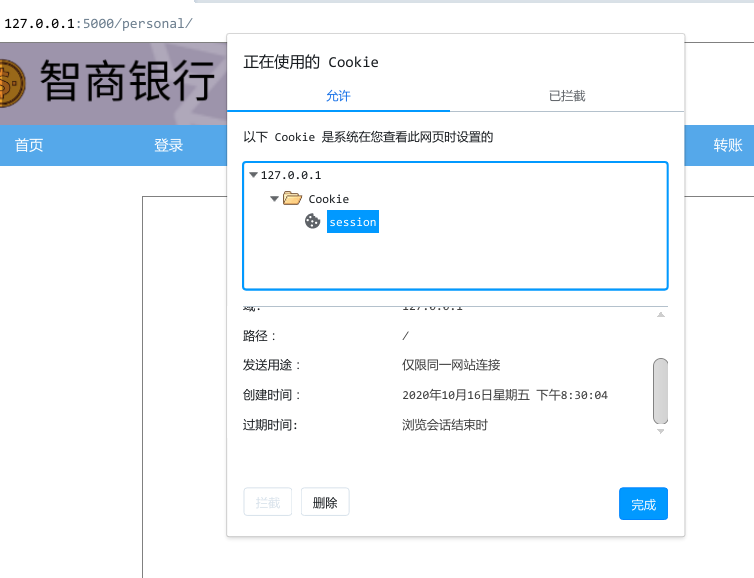 127.0.0.1:5000/personal/
智商银行
首页
登录
转账
正在使用的 Cookie
允许
已拦截
以下 Cookie 是系统在您查看此网页时设置的
127.0.0.1
Cookie
session
域: 127.0.0.1
路径： /
发送用途： 仅限同一网站连接
创建时间： 2020年10月16日星期五 下午8:30:04
过期时间: 浏览会话结束时
拦截
删除
完成